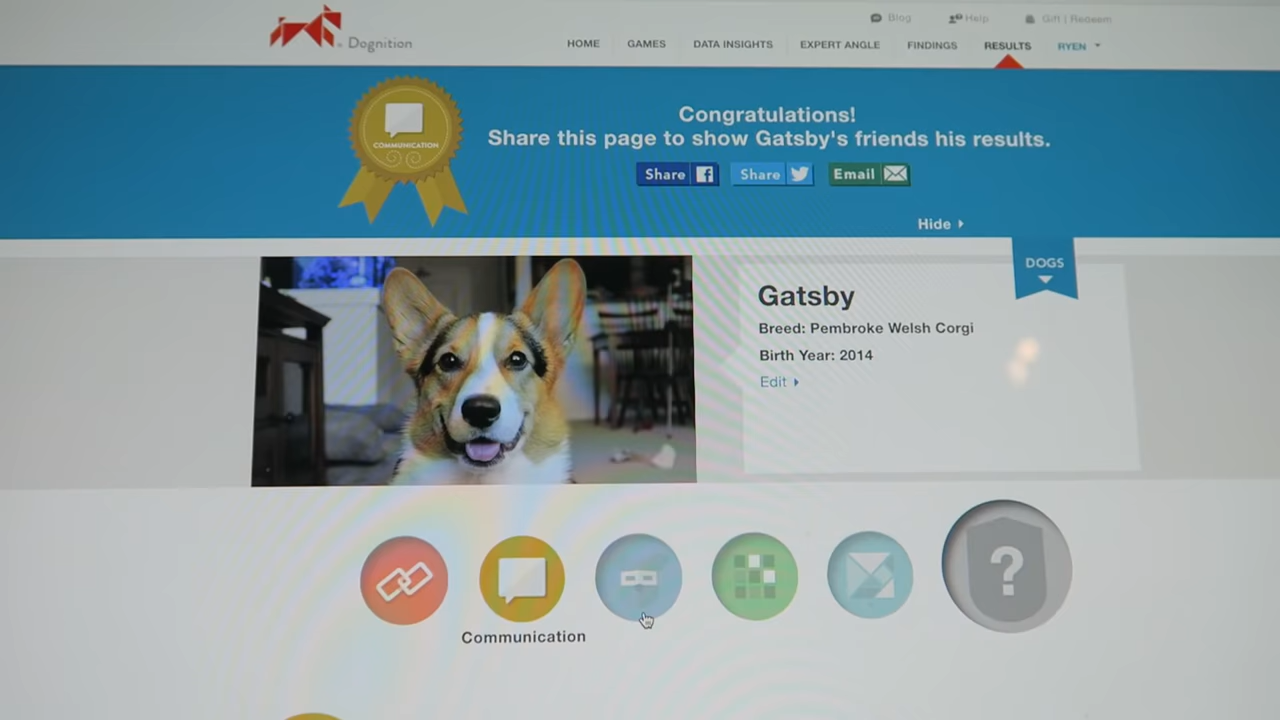 Blog
Help
Gift | Redeem
Dognition
HOME
GAMES
DATA INSIGHTS
EXPERT ANGLE
FINDINGS
RESULTS
RYEN
COMMUNICATION
Congratulations!
Share this page to show Gatsby's friends his results.
Share
Share
Email
Hide
DOGS
Gatsby
Breed: Pembroke Welsh Corgi
Birth Year: 2014
Edit
?
Communication